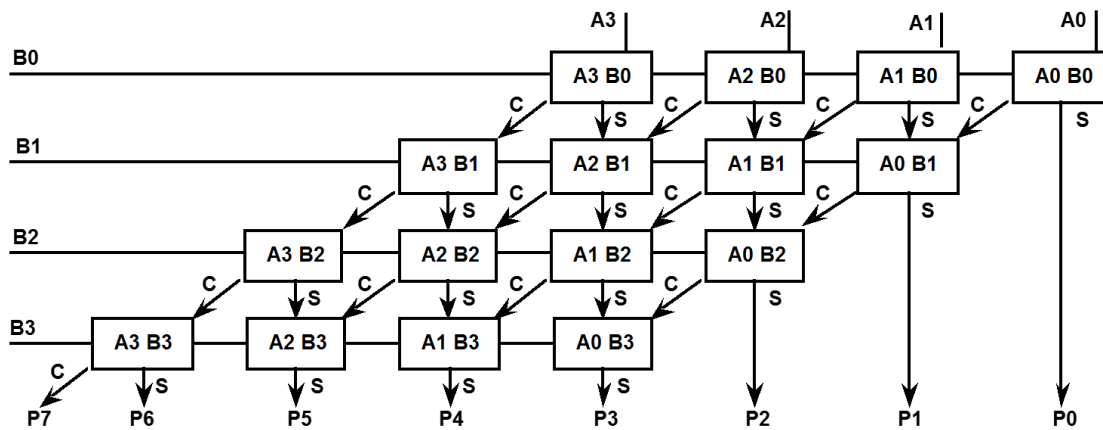 A3 A2 A1 A0
B0
A3 B0 A2 B0 A1 B0 A0 B0
C S C S C S C S
B1
A3 B1 A2 B1 A1 B1 A0 B1
C S C S C S C S
B2
A3 B2 A2 B2 A1 B2 A0 B2
C S C S C S C S
B3
A3 B3 A2 B3 A1 B3 A0 B3
C S S S S
P7 P6 P5 P4 P3 P2 P1 P0